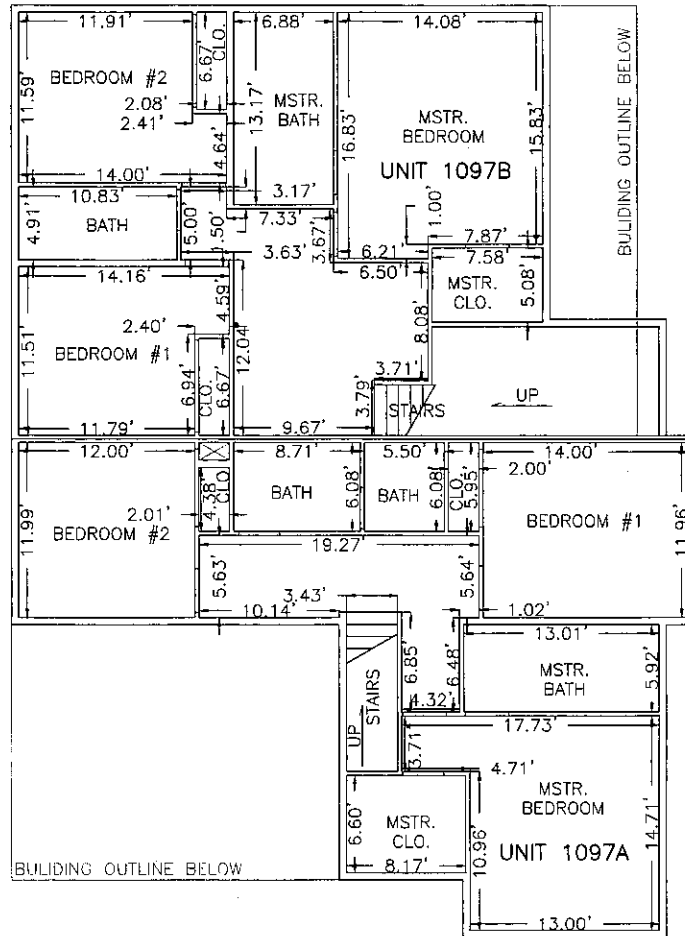 11.91'
6.88'
14.08'
6.67'
CLO.
BEDROOM #2
11.59'
2.08'
2.41'
MSTR.
BATH
13.17'
MSTR.
BEDROOM
UNIT 1097B
16.83'
15.83'
BULIDING OUTLINE BELOW
4.64'
14.00'
3.17'
10.83'
7.33'
1.00'
4.91'
BATH
5.00'
3.63'
3.67'
6.21'
7.87'
6.50'
7.58'
14.16'
MSTR.
CLO.
5.08'
4.59'
8.08'
11.51
2.40'
BEDROOM #1
12.04'
6.94'
CLO.
6.67'
3.71'
3.79'
STAIRS
UP
11.79'
9.67'
12.00'
8.71'
5.50'
14.00'
2.00'
11.99'
4.38'
CLO
BATH
6.08'
BATH
6.08'
CLO.
5.95'
BEDROOM #2
2.01'
BEDROOM #1
11.96'
19.27'
5.63'
5.64'
3.43'
10.14'
1.02'
13.01'
6.85'
6.48'
MSTR.
BATH
5.92'
STAIRS
UP
4.32'
17.73'
3.71'
4.71'
MSTR.
BEDROOM
UNIT 1097A
14.71'
6.60'
MSTR.
CLO.
8.17'
10.96'
BULIDING OUTLINE BELOW
13.00'